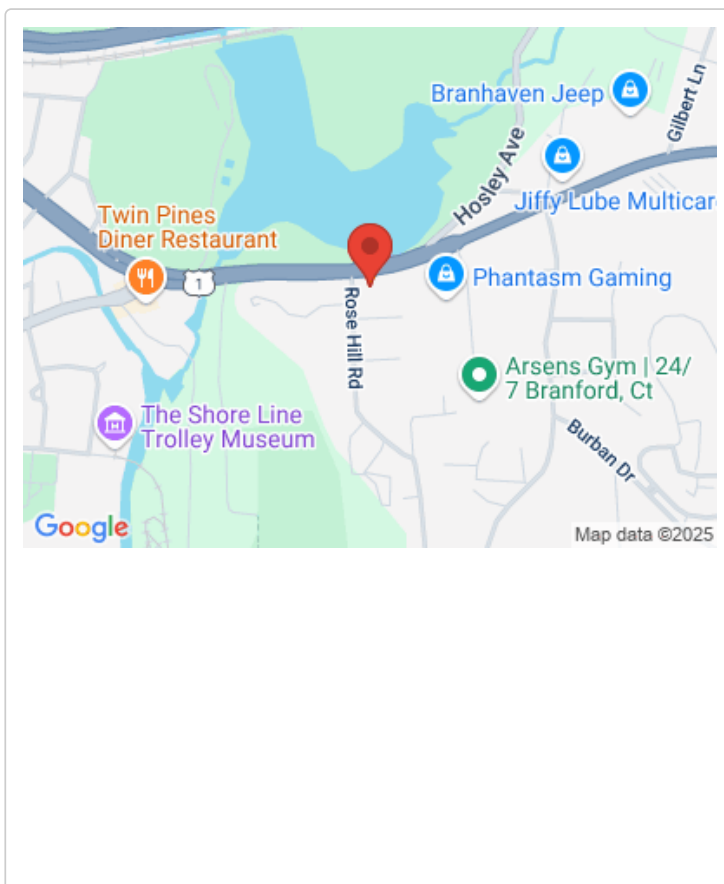 Branhaven Jeep
Gilbert Ln
Hosley Ave
Jiffy Lube Multicar
Twin Pines
Diner Restaurant
1
Phantasm Gaming
Rose Hill Rd
Arsens Gym | 24/
7 Branford, Ct
The Shore Line
Trolley Museum
Burban Dr
Google
Map data ©2025